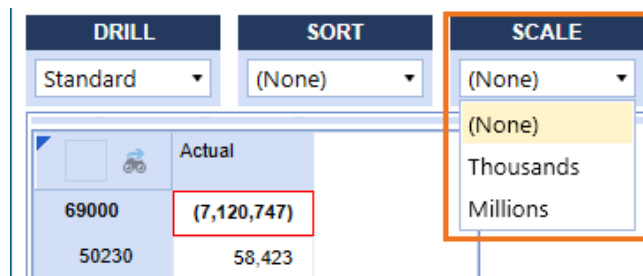 DRILL SORT SCALE
Standard (None) (None)
(None)
Thousands
Millions
Actual
69000 (7,120,747)
50230 58,423